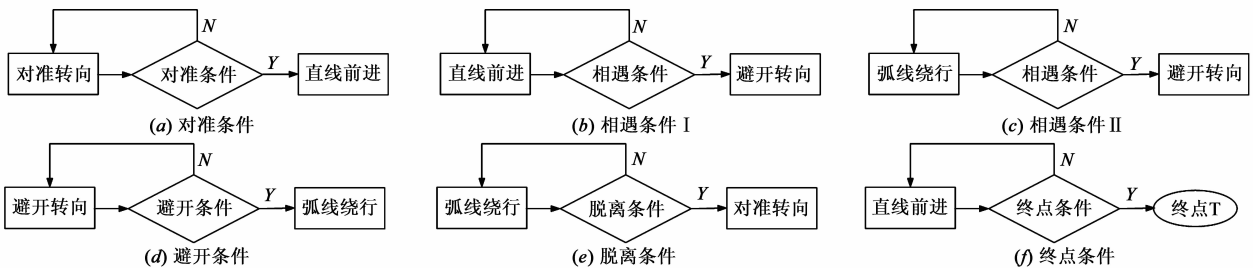 N
对准转向
对准条件
Y
直线前进
(a) 对准条件
N
直线前进
相遇条件
Y
避开转向
(b) 相遇条件 Ⅰ
N
弧线绕行
相遇条件
Y
避开转向
(c) 相遇条件 Ⅱ
N
避开转向
避开条件
Y
弧线绕行
(d) 避开条件
N
弧线绕行
脱离条件
Y
对准转向
(e) 脱离条件
N
直线前进
终点条件
Y
终点T
(f) 终点条件